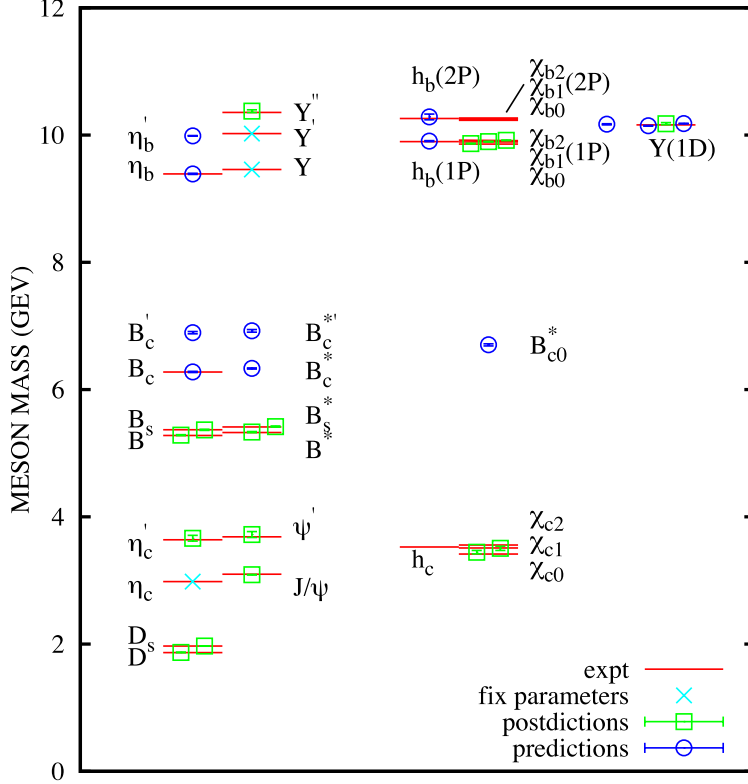 MESON MASS (GEV)
12
10
8
6
4
2
0
η_b'
η_b
Υ''
Υ'
Υ
h_b(2P)
χ_b2
χ_b1(2P)
χ_b0
h_b(1P)
χ_b2
χ_b1(1P)
χ_b0
Υ(1D)
B_c'
B_c
B_s
B
B_c*'
B_c*
B_s*
B*
B_c0*
η_c'
η_c
ψ'
J/ψ
h_c
χ_c2
χ_c1
χ_c0
D_s
D
expt
fix parameters
postdictions
predictions